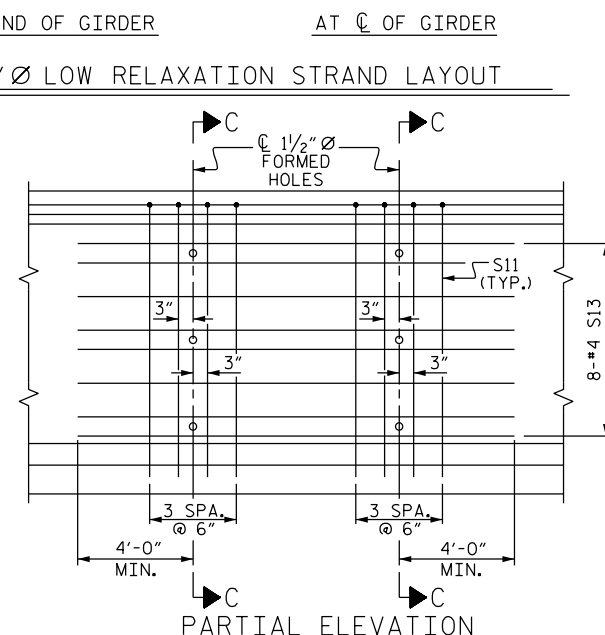 ND OF GIRDER
AT ℄ OF GIRDER
"Ø LOW RELAXATION STRAND LAYOUT
C
C
℄ 1½"Ø
FORMED
HOLES
S11
(TYP.)
3"
3"
3"
3"
8-#4 S13
3 SPA.
@ 6"
3 SPA.
@ 6"
4'-0"
MIN.
4'-0"
MIN.
C
C
PARTIAL ELEVATION